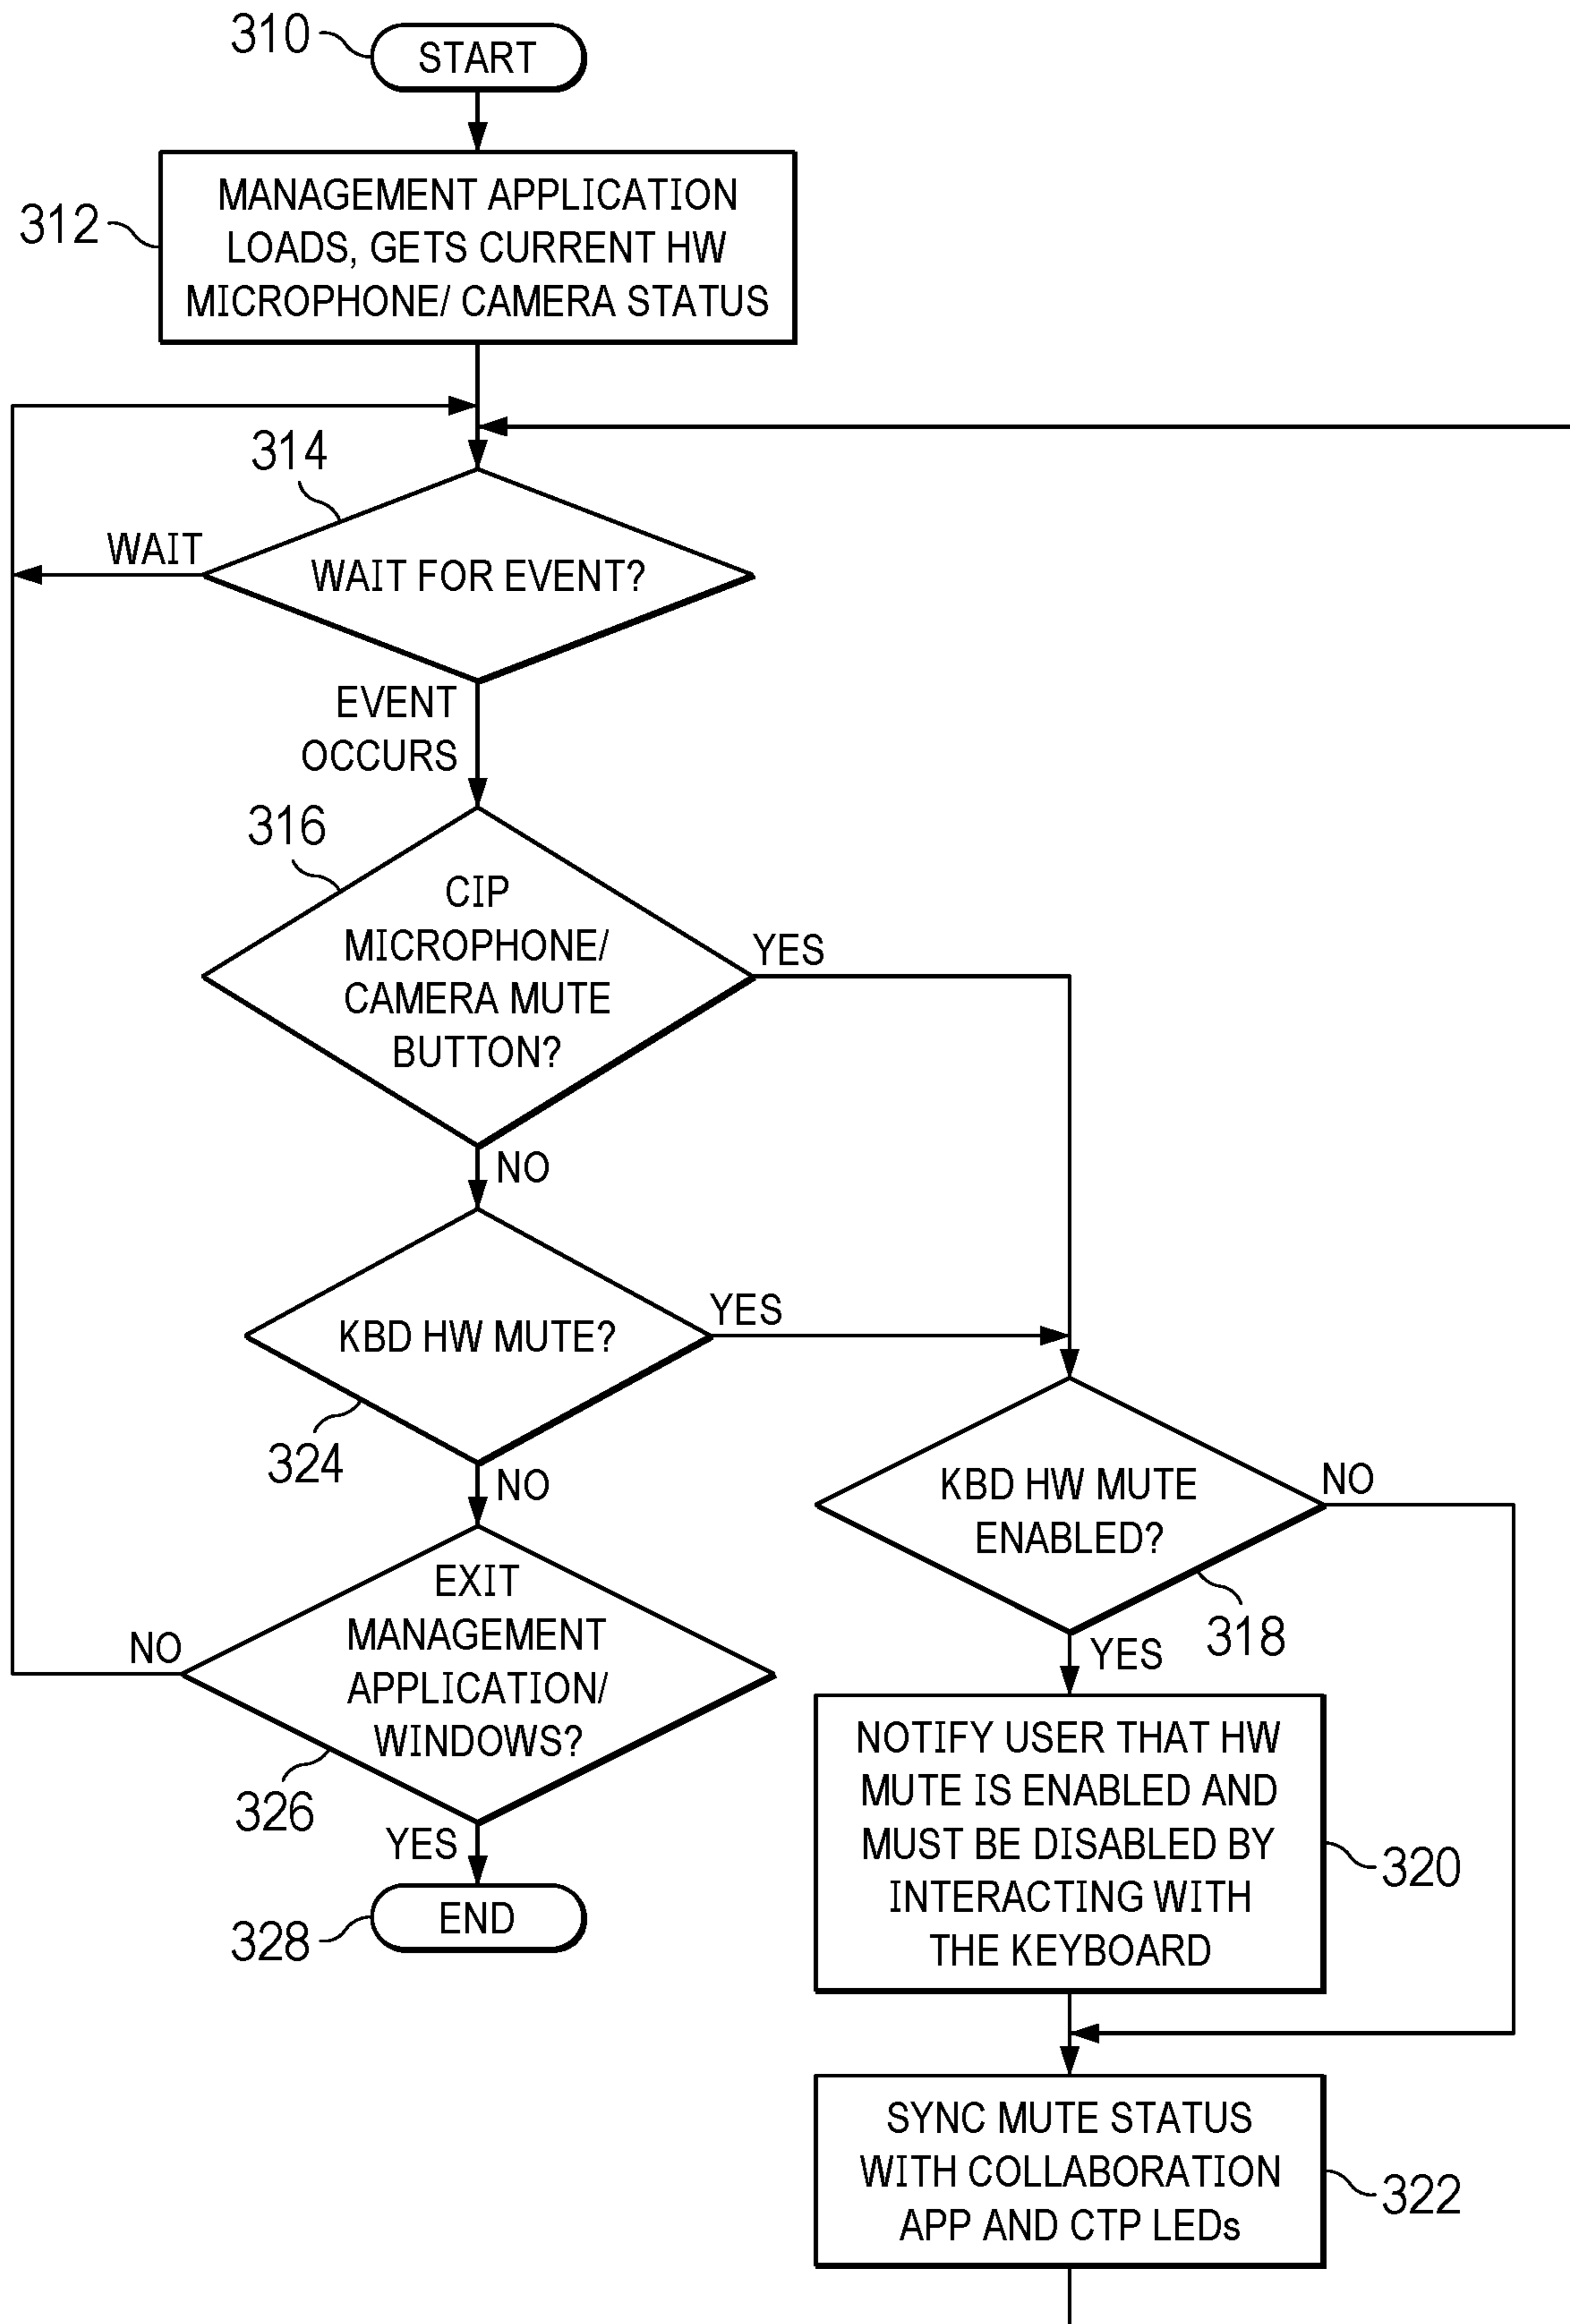 310
START
312
MANAGEMENT APPLICATION
LOADS, GETS CURRENT HW
MICROPHONE/ CAMERA STATUS
314
WAIT
WAIT FOR EVENT?
EVENT
OCCURS
316
CIP
MICROPHONE/
CAMERA MUTE
BUTTON?
YES
NO
KBD HW MUTE?
YES
324
NO
KBD HW MUTE
ENABLED?
NO
318
YES
EXIT
MANAGEMENT
APPLICATION/
WINDOWS?
NO
326
YES
NOTIFY USER THAT HW
MUTE IS ENABLED AND
MUST BE DISABLED BY
INTERACTING WITH
THE KEYBOARD
320
328
END
SYNC MUTE STATUS
WITH COLLABORATION
APP AND CTP LEDs
322